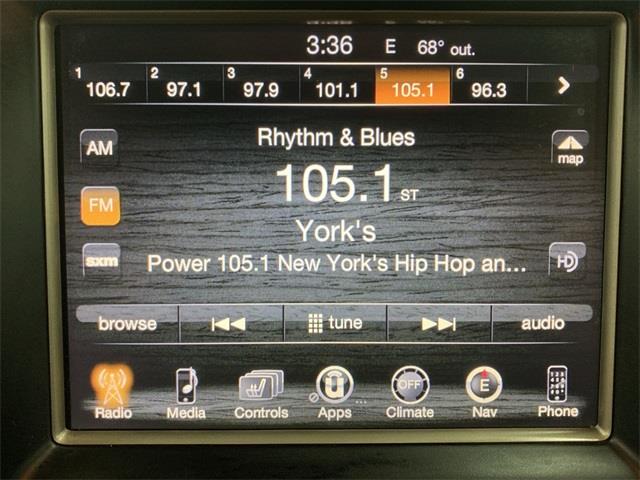 3:36 E 68° out.
1 106.7 2 97.1 3 97.9 4 101.1 5 105.1 6 96.3
Rhythm & Blues
AM
map
105.1 ST
FM
York's
sxm Power 105.1 New York's Hip Hop an... HD
browse tune audio
OFF E
Radio Media Controls Apps ... Climate Nav Phone